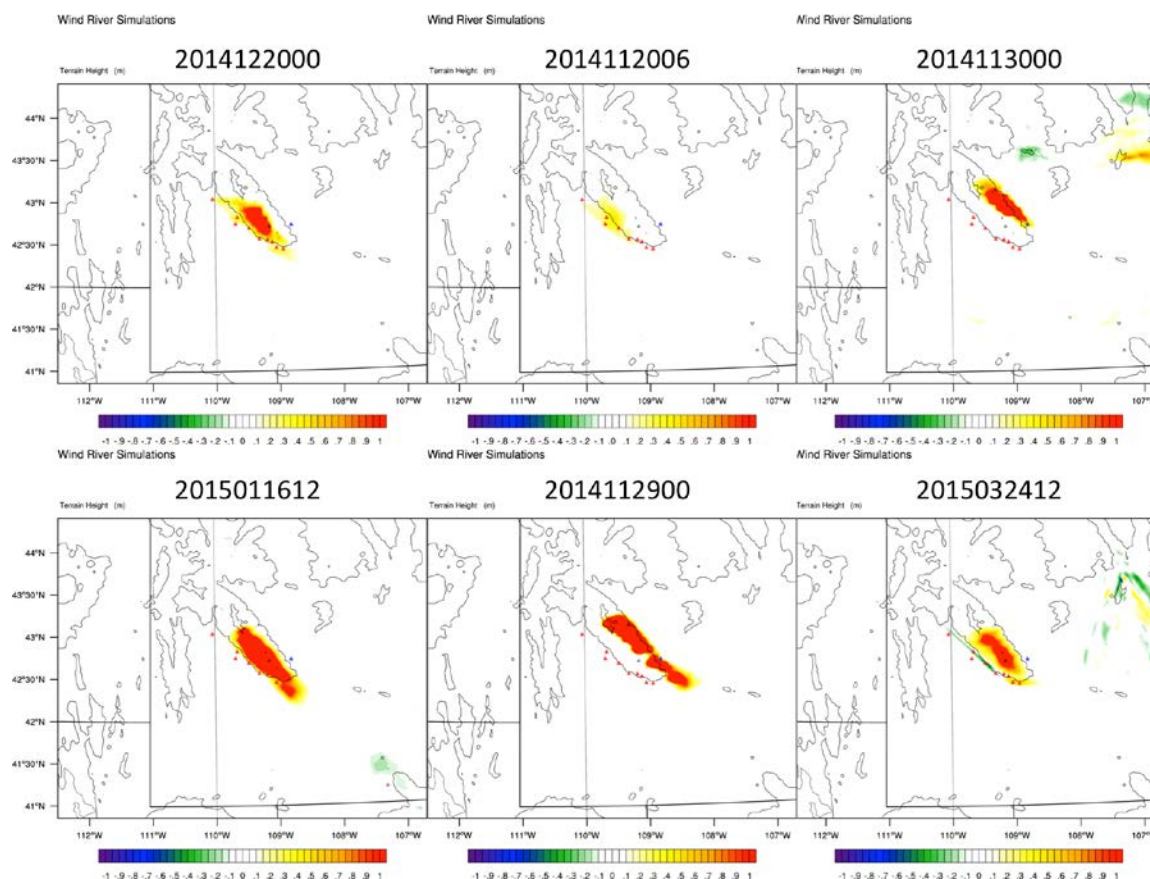 Wind River Simulations
Wind River Simulations
Wind River Simulations
2014122000
2014112006
2014113000
Terrain Height (m)
Terrain Height (m)
Terrain Height (m)
44°N
43°30'N
43°N
42°30'N
42°N
41°30'N
41°N
112°W 111°W 110°W 109°W 108°W 107°W
112°W 111°W 110°W 109°W 108°W 107°W
112°W 111°W 110°W 109°W 108°W 107°W
-1 -.9 -.8 -.7 -.6 -.5 -.4 -.3 -.2 -.1 0 .1 .2 .3 .4 .5 .6 .7 .8 .9 1
-1 -.9 -.8 -.7 -.6 -.5 -.4 -.3 -.2 -.1 0 .1 .2 .3 .4 .5 .6 .7 .8 .9 1
-1 -.9 -.8 -.7 -.6 -.5 -.4 -.3 -.2 -.1 0 .1 .2 .3 .4 .5 .6 .7 .8 .9 1
Wind River Simulations
Wind River Simulations
Wind River Simulations
2015011612
2014112900
2015032412
Terrain Height (m)
Terrain Height (m)
Terrain Height (m)
44°N
43°30'N
43°N
42°30'N
42°N
41°30'N
41°N
112°W 111°W 110°W 109°W 108°W 107°W
112°W 111°W 110°W 109°W 108°W 107°W
112°W 111°W 110°W 109°W 108°W 107°W
-1 -.9 -.8 -.7 -.6 -.5 -.4 -.3 -.2 -.1 0 .1 .2 .3 .4 .5 .6 .7 .8 .9 1
-1 -.9 -.8 -.7 -.6 -.5 -.4 -.3 -.2 -.1 0 .1 .2 .3 .4 .5 .6 .7 .8 .9 1
-1 -.9 -.8 -.7 -.6 -.5 -.4 -.3 -.2 -.1 0 .1 .2 .3 .4 .5 .6 .7 .8 .9 1